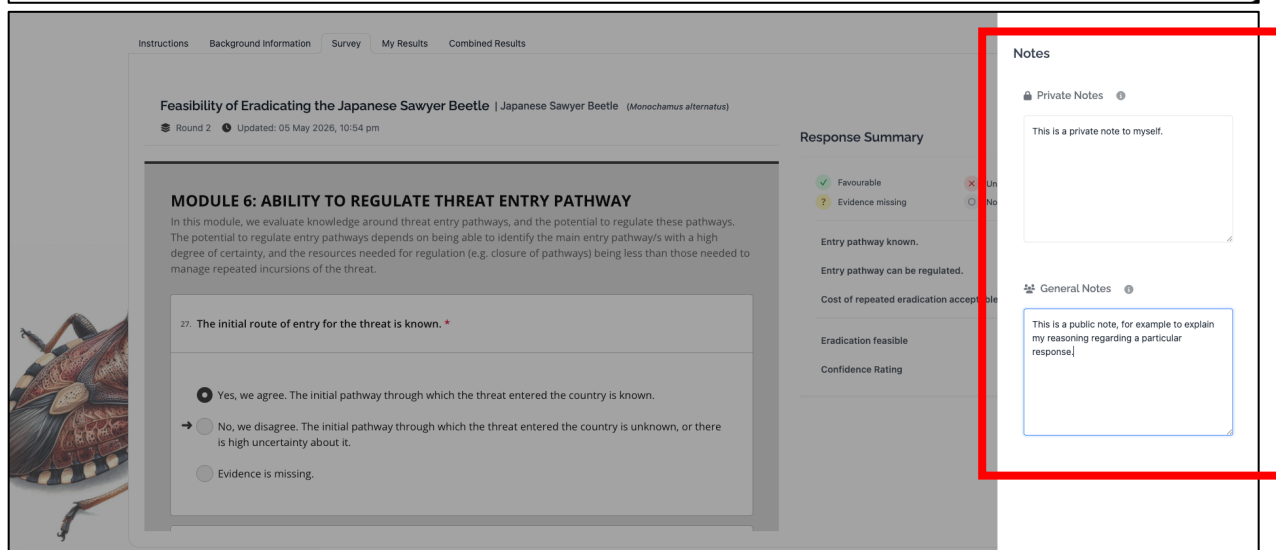 Instructions Background Information Survey My Results Combined Results
Feasibility of Eradicating the Japanese Sawyer Beetle | Japanese Sawyer Beetle (Monochamus alternatus)
Round 2 Updated: 05 May 2026, 10:54 pm
MODULE 6: ABILITY TO REGULATE THREAT ENTRY PATHWAY
In this module, we evaluate knowledge around threat entry pathways, and the potential to regulate these pathways.
The potential to regulate entry pathways depends on being able to identify the main entry pathway/s with a high
degree of certainty, and the resources needed for regulation (e.g. closure of pathways) being less than those needed to
manage repeated incursions of the threat.
27. The initial route of entry for the threat is known. *
Yes, we agree. The initial pathway through which the threat entered the country is known.
No, we disagree. The initial pathway through which the threat entered the country is unknown, or there
is high uncertainty about it.
Evidence is missing.
Response Summary
Favourable
Un
? Evidence missing
No
Entry pathway known.
Entry pathway can be regulated.
Cost of repeated eradication acceptable
Eradication feasible
Confidence Rating
Notes
Private Notes
This is a private note to myself.
General Notes
This is a public note, for example to explain
my reasoning regarding a particular
response.